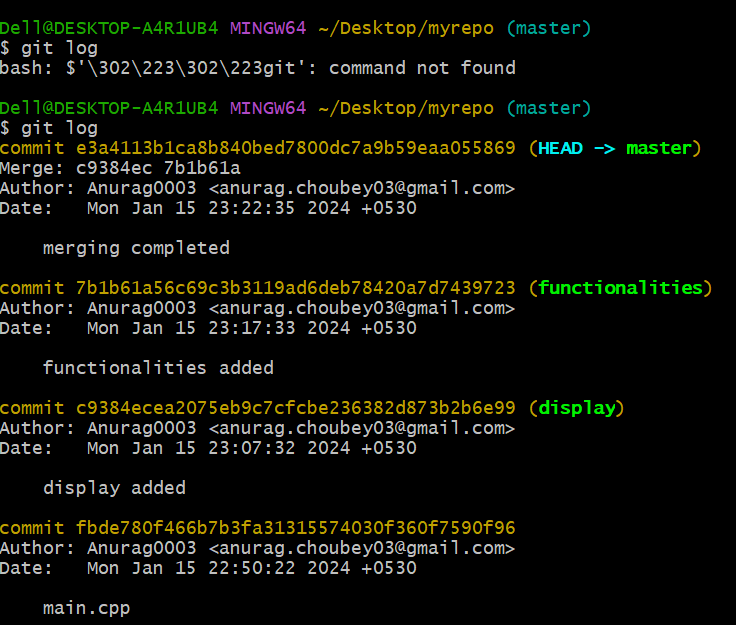 Dell@DESKTOP-A4R1UB4 MINGW64 ~/Desktop/myrepo (master)
$ git log
bash: $'\302\223\302\223git': command not found
Dell@DESKTOP-A4R1UB4 MINGW64 ~/Desktop/myrepo (master)
$ git log
commit e3a4113b1ca8b840bed7800dc7a9b59eaa055869 (HEAD -> master)
Merge: c9384ec 7b1b61a
Author: Anurag0003 <anurag.choubey03@gmail.com>
Date:   Mon Jan 15 23:22:35 2024 +0530
    merging completed
commit 7b1b61a56c69c3b3119ad6deb78420a7d7439723 (functionalities)
Author: Anurag0003 <anurag.choubey03@gmail.com>
Date:   Mon Jan 15 23:17:33 2024 +0530
    functionalities added
commit c9384ecea2075eb9c7cfcbe236382d873b2b6e99 (display)
Author: Anurag0003 <anurag.choubey03@gmail.com>
Date:   Mon Jan 15 23:07:32 2024 +0530
    display added
commit fbde780f466b7b3fa31315574030f360f7590f96
Author: Anurag0003 <anurag.choubey03@gmail.com>
Date:   Mon Jan 15 22:50:22 2024 +0530
    main.cpp